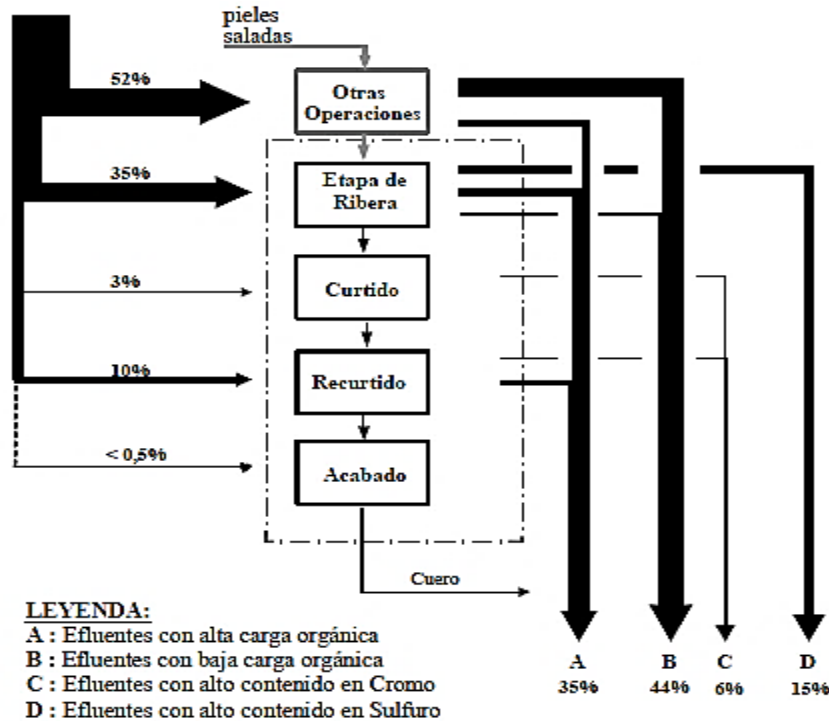 pieles
saladas
52%
Otras
Operaciones
35%
Etapa de
Ribera
3%
Curtido
10%
Recurtido
< 0,5%
Acabado
Cuero
LEYENDA:
A : Efluentes con alta carga orgánica
B : Efluentes con baja carga orgánica
C : Efluentes con alto contenido en Cromo
D : Efluentes con alto contenido en Sulfuro
A B C D
35% 44% 6% 15%